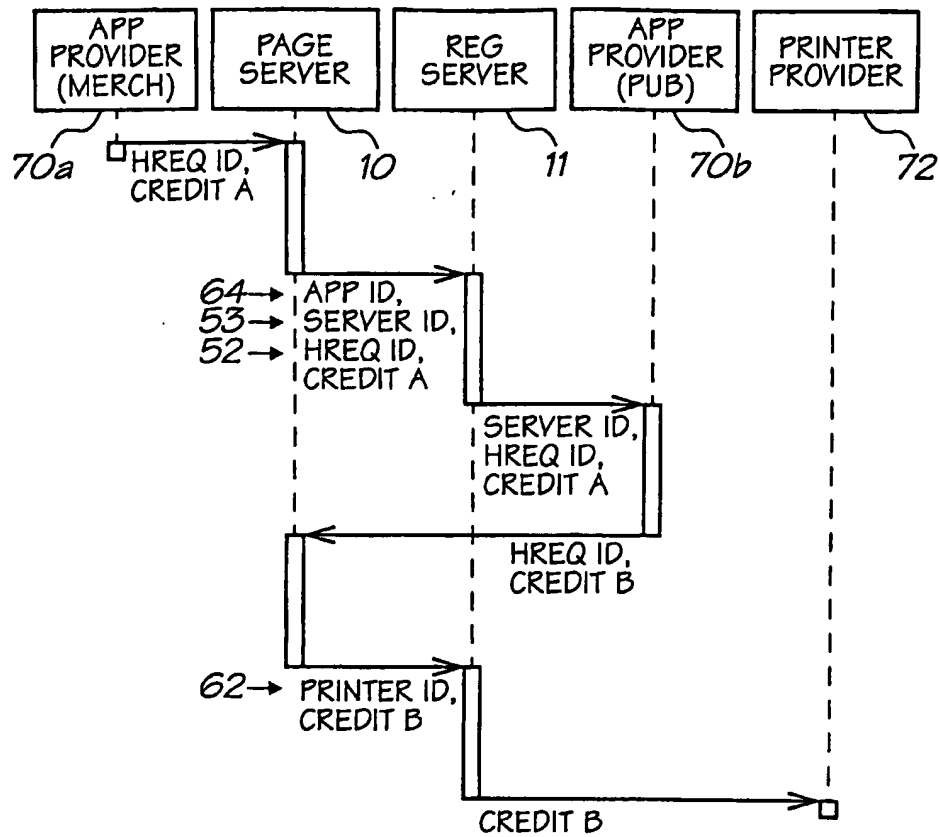 APP
PROVIDER
(MERCH)
PAGE
SERVER
REG
SERVER
APP
PROVIDER
(PUB)
PRINTER
PROVIDER
70a
10
11
70b
72
HREQ ID,
CREDIT A
64 → APP ID,
53 → SERVER ID,
52 → HREQ ID,
CREDIT A
SERVER ID,
HREQ ID,
CREDIT A
HREQ ID,
CREDIT B
62 → PRINTER ID,
CREDIT B
CREDIT B